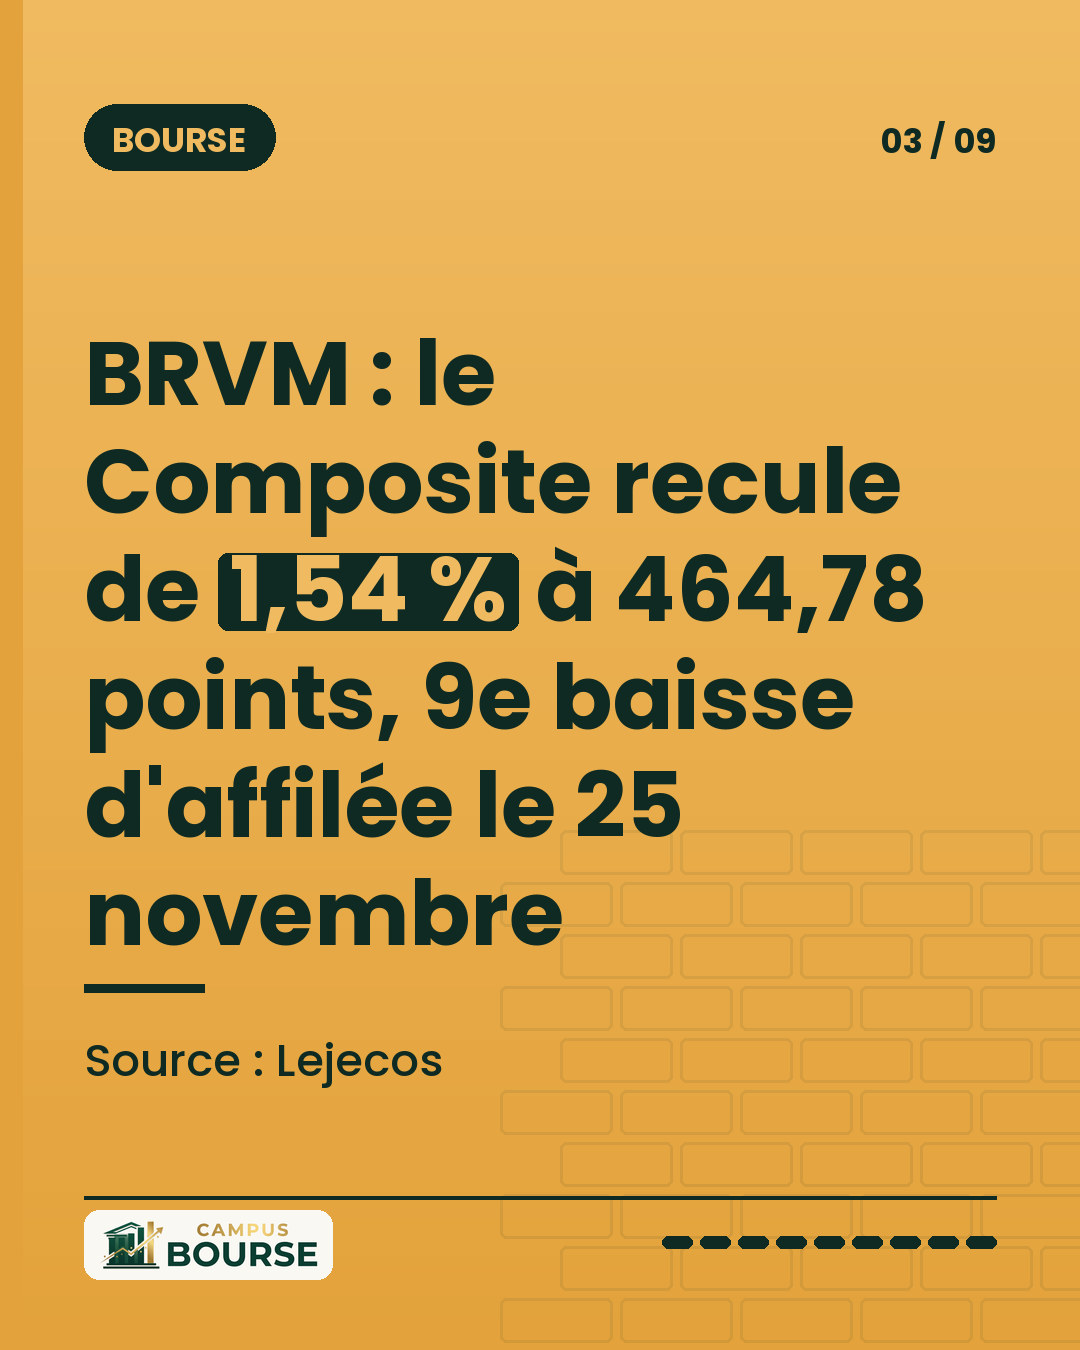 BOURSE
03 / 09
BRVM : le
Composite recule
de 1,54 % à 464,78
points, 9e baisse
d'affilée le 25
novembre
Source : Lejecos
CAMPUS
BOURSE